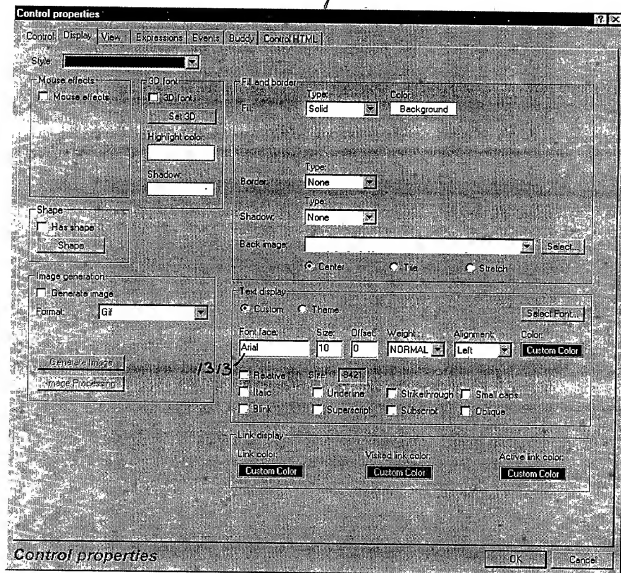 Control properties
Control Display View Expressions Events Buddy Control HTML
Style
Mouse effects
Mouse effects
3D font
3D fonts
Set 3D
Highlight color:
Shadow:
Shape
Has shape
Shape
Image generation
Generate image
Format: Gif
Generate Image
Image Processing
Fill and border
Type: Color:
Fill: Solid Background
Type:
Border: None
Type:
Shadow: None
Back image: Select...
Center Tile Stretch
Text display
Custom Theme Select Font...
Font face: Size: Offset: Weight: Alignment: Color:
Arial 10 0 NORMAL Left Custom Color
1313
Relative Size
Italic Underline Strikethrough Small caps
Blink Superscript Subscript Oblique
Link display
Link color: Visited link color: Active link color:
Custom Color Custom Color Custom Color
Control properties
OK Cancel